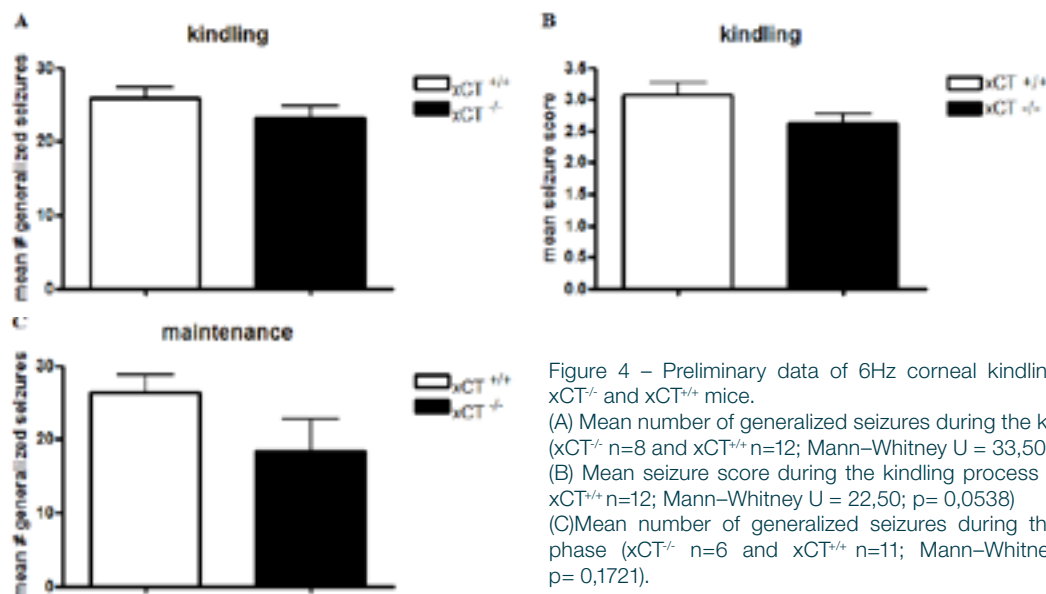 A
kindling
mean # generalized seizures
30
20
10
0
xCT +/+
xCT -/-
B
kindling
mean seizure score
3.5
3.0
2.5
2.0
1.5
1.0
0.5
0.0
xCT +/+
xCT -/-
C
maintenance
mean # generalized seizures
30
20
10
0
xCT +/+
xCT -/-
Figure 4 – Preliminary data of 6Hz corneal kindlin
xCT-/- and xCT+/+ mice.
(A) Mean number of generalized seizures during the k
(xCT-/- n=8 and xCT+/+ n=12; Mann–Whitney U = 33,50
(B) Mean seizure score during the kindling process
xCT+/+ n=12; Mann–Whitney U = 22,50; p= 0,0538)
(C)Mean number of generalized seizures during th
phase (xCT-/- n=6 and xCT+/+ n=11; Mann–Whitne
p= 0,1721).